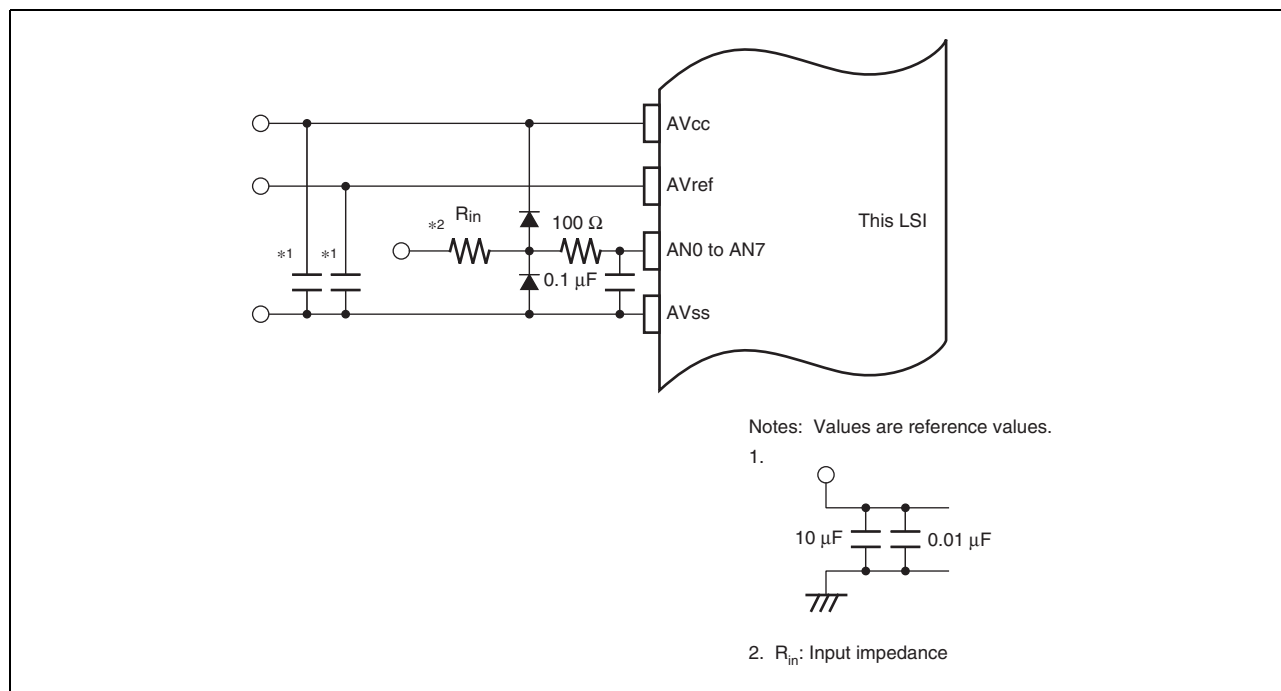 AVcc
AVref
*2 Rin 100 Ω
This LSI
AN0 to AN7
*1 *1
0.1 μF
AVss
Notes: Values are reference values.
1.
10 μF 0.01 μF
2. Rin: Input impedance